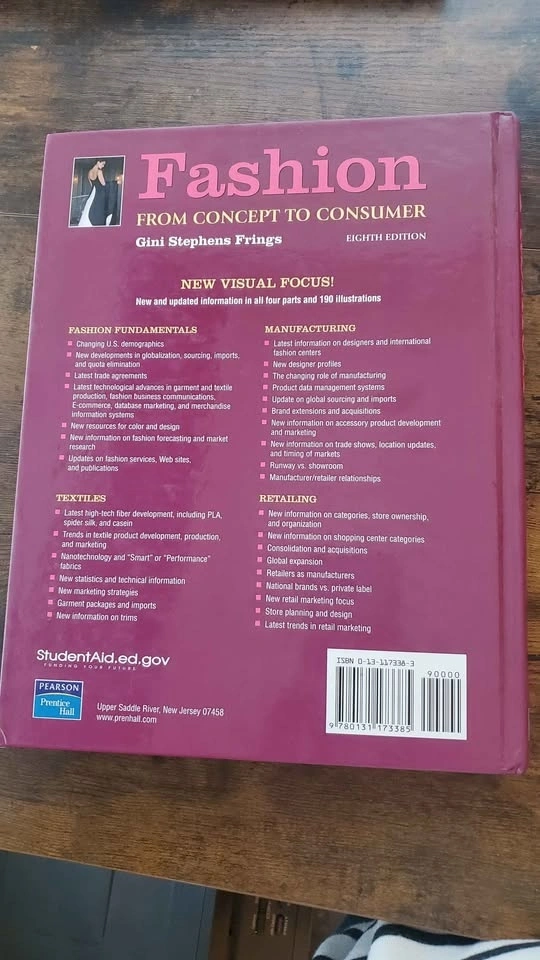 Fashion
FROM CONCEPT TO CONSUMER
Gini Stephens Frings
EIGHTH EDITION
NEW VISUAL FOCUS!
New and updated information in all four parts and 190 illustrations
FASHION FUNDAMENTALS
Changing U.S. demographics
New developments in globalization, sourcing, imports,
and quota elimination
Latest trade agreements
Latest technological advances in garment and textile
production, fashion business communications,
E-commerce, database marketing, and merchandise
information systems
New resources for color and design
New information on fashion forecasting and market
research
Updates on fashion services, Web sites,
and publications
MANUFACTURING
Latest information on designers and international
fashion centers
New designer profiles
The changing role of manufacturing
Product data management systems
Update on global sourcing and imports
Brand extensions and acquisitions
New information on accessory product development
and marketing
New information on trade shows, location updates,
and timing of markets
Runway vs. showroom
Manufacturer/retailer relationships
TEXTILES
Latest high-tech fiber development, including PLA,
spider silk, and casein
Trends in textile product development, production,
and marketing
Nanotechnology and "Smart" or "Performance"
fabrics
New statistics and technical information
New marketing strategies
Garment packages and imports
New information on trims
RETAILING
New information on categories, store ownership,
and organization
New information on shopping center categories
Consolidation and acquisitions
Global expansion
Retailers as manufacturers
National brands vs. private label
New retail marketing focus
Store planning and design
Latest trends in retail marketing
StudentAid.ed.gov
FUNDING YOUR FUTURE
PEARSON
Prentice
Hall
Upper Saddle River, New Jersey 07458
www.prenhall.com
ISBN 0-13-117338-3
90000
9 780131 173385